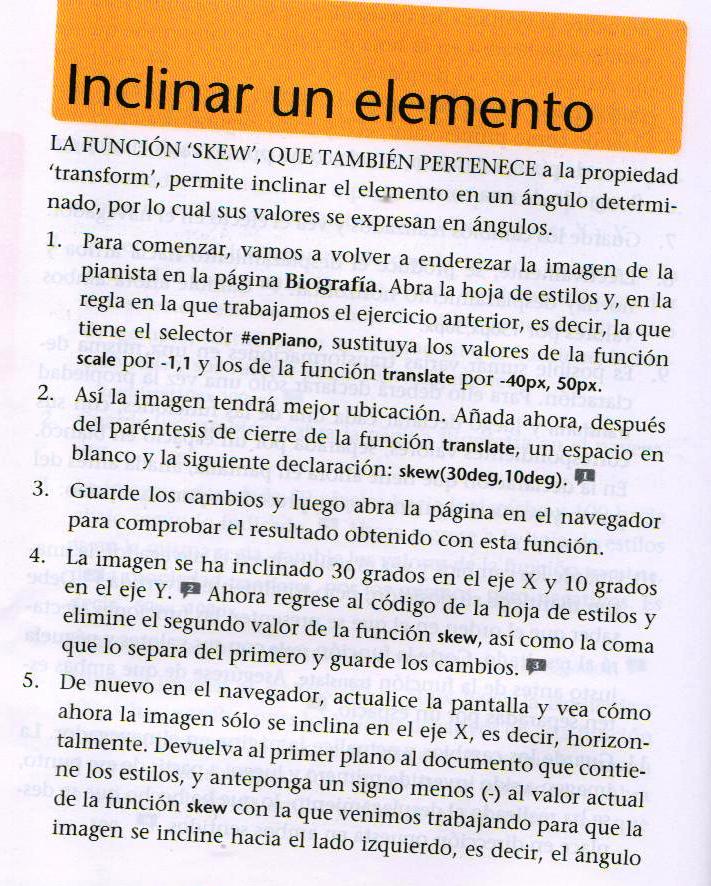 Inclinar un elemento
LA FUNCIÓN ‘SKEW’, QUE TAMBIÉN PERTENECE a la propiedad
‘transform’, permite inclinar el elemento en un ángulo determi-
nado, por lo cual sus valores se expresan en ángulos.
1. Para comenzar, vamos a volver a enderezar la imagen de la
pianista en la página Biografía. Abra la hoja de estilos y, en la
regla en la que trabajamos el ejercicio anterior, es decir, la que
tiene el selector #enPiano, sustituya los valores de la función
scale por -1,1 y los de la función translate por -40px, 50px.
2. Así la imagen tendrá mejor ubicación. Añada ahora, después
del paréntesis de cierre de la función translate, un espacio en
blanco y la siguiente declaración: skew(30deg,10deg). 1
3. Guarde los cambios y luego abra la página en el navegador
para comprobar el resultado obtenido con esta función.
4. La imagen se ha inclinado 30 grados en el eje X y 10 grados
en el eje Y. 2 Ahora regrese al código de la hoja de estilos y
elimine el segundo valor de la función skew, así como la coma
que lo separa del primero y guarde los cambios. 3
5. De nuevo en el navegador, actualice la pantalla y vea cómo
ahora la imagen sólo se inclina en el eje X, es decir, horizon-
talmente. Devuelva al primer plano al documento que contie-
ne los estilos, y anteponga un signo menos (-) al valor actual
de la función skew con la que venimos trabajando para que la
imagen se incline hacia el lado izquierdo, es decir, el ángulo